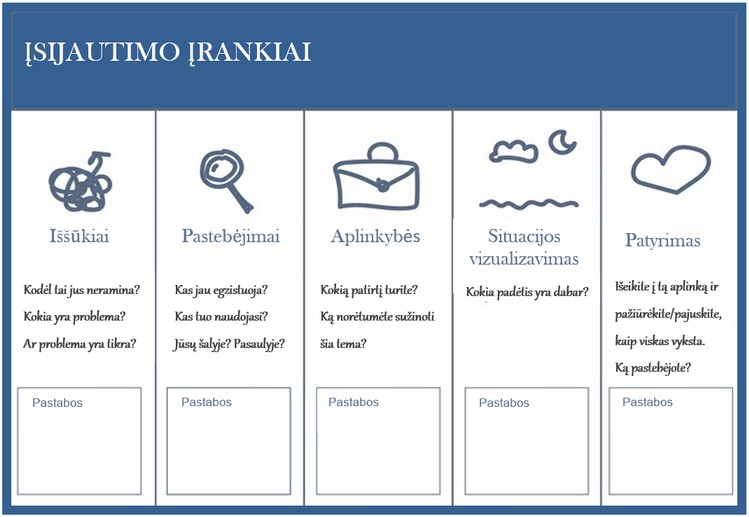 ĮSIJAUTIMO ĮRANKIAI
Iššūkiai
Kodėl tai jus neramina?
Kokia yra problema?
Ar problema yra tikra?
Pastabos
Pastebėjimai
Kas jau egzistuoja?
Kas tuo naudojasi?
Jūsų šalyje? Pasaulyje?
Pastabos
Aplinkybės
Kokią patirtį turite?
Ką norėtumėte sužinoti
šia tema?
Pastabos
Situacijos
vizualizavimas
Kokia padėtis yra dabar?
Pastabos
Patyrimas
Išeikite į tą aplinką ir
pažiūrėkite/pajuskite,
kaip viskas vyksta.
Ką pastebėjote?
Pastabos